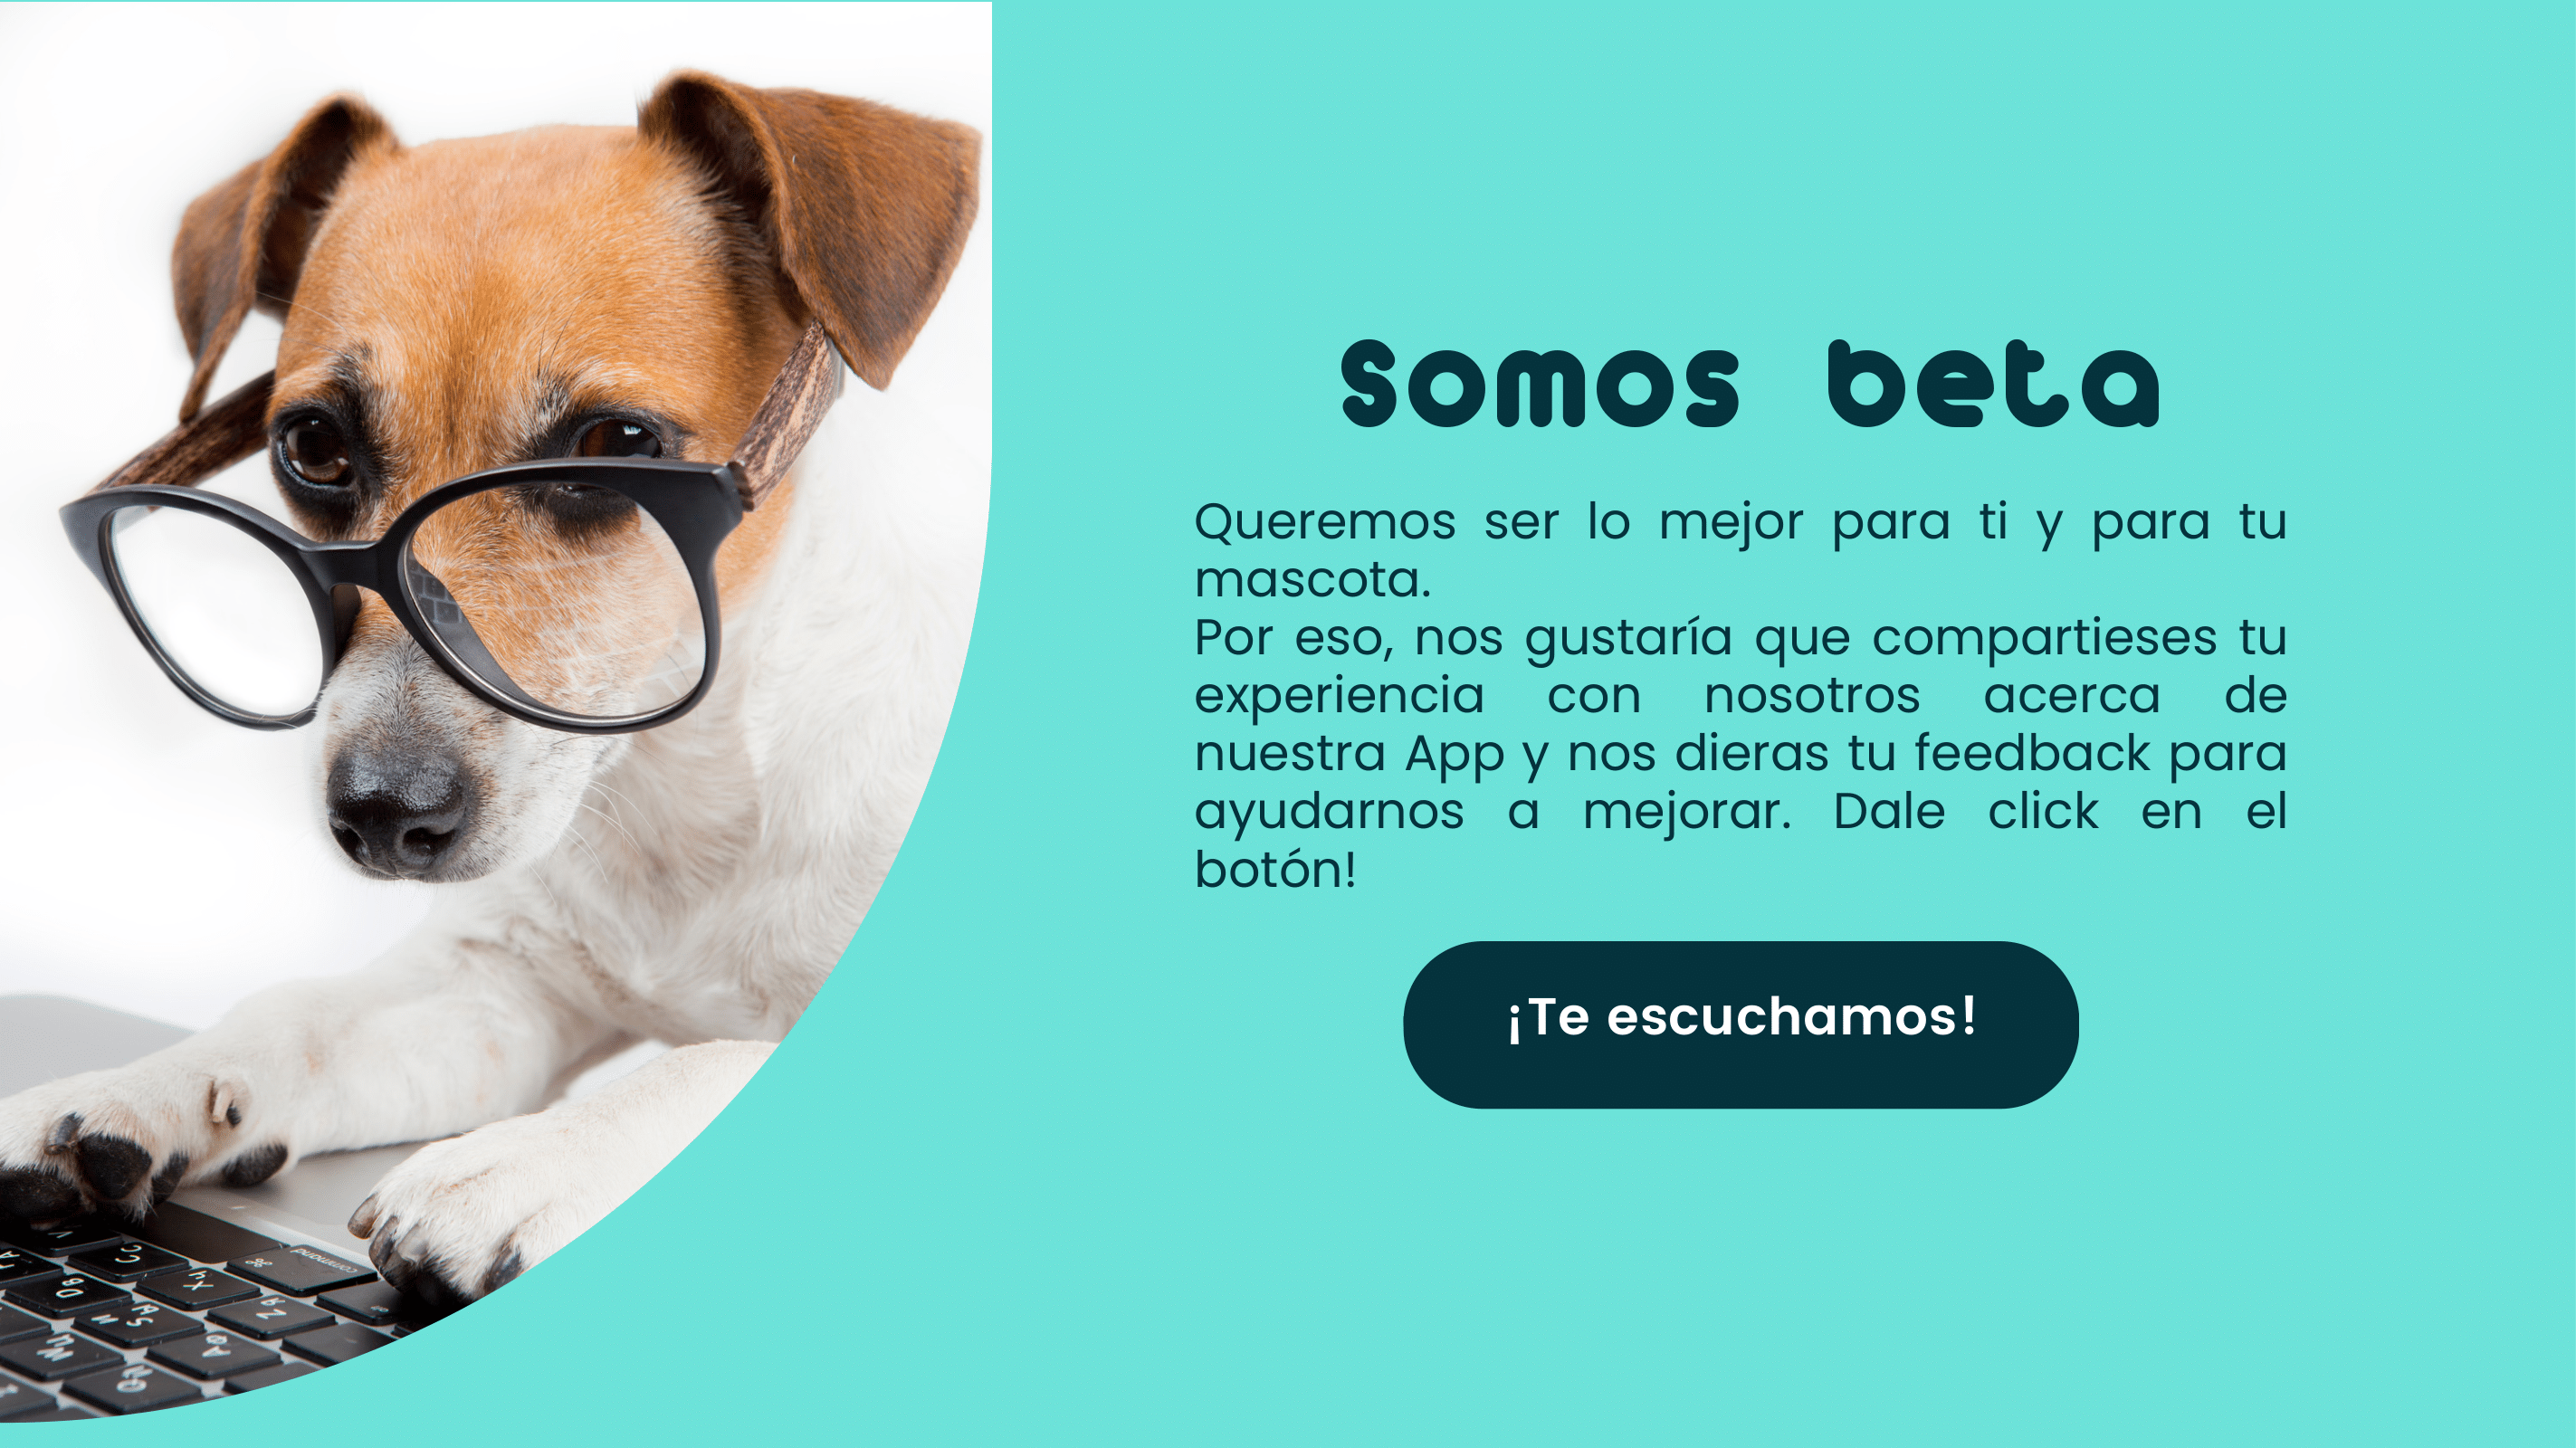 Somos beta
Queremos ser lo mejor para ti y para tu
mascota.
Por eso, nos gustaría que compartieses tu
experiencia con nosotros acerca de
nuestra App y nos dieras tu feedback para
ayudarnos a mejorar. Dale click en el
botón!
¡Te escuchamos!
command